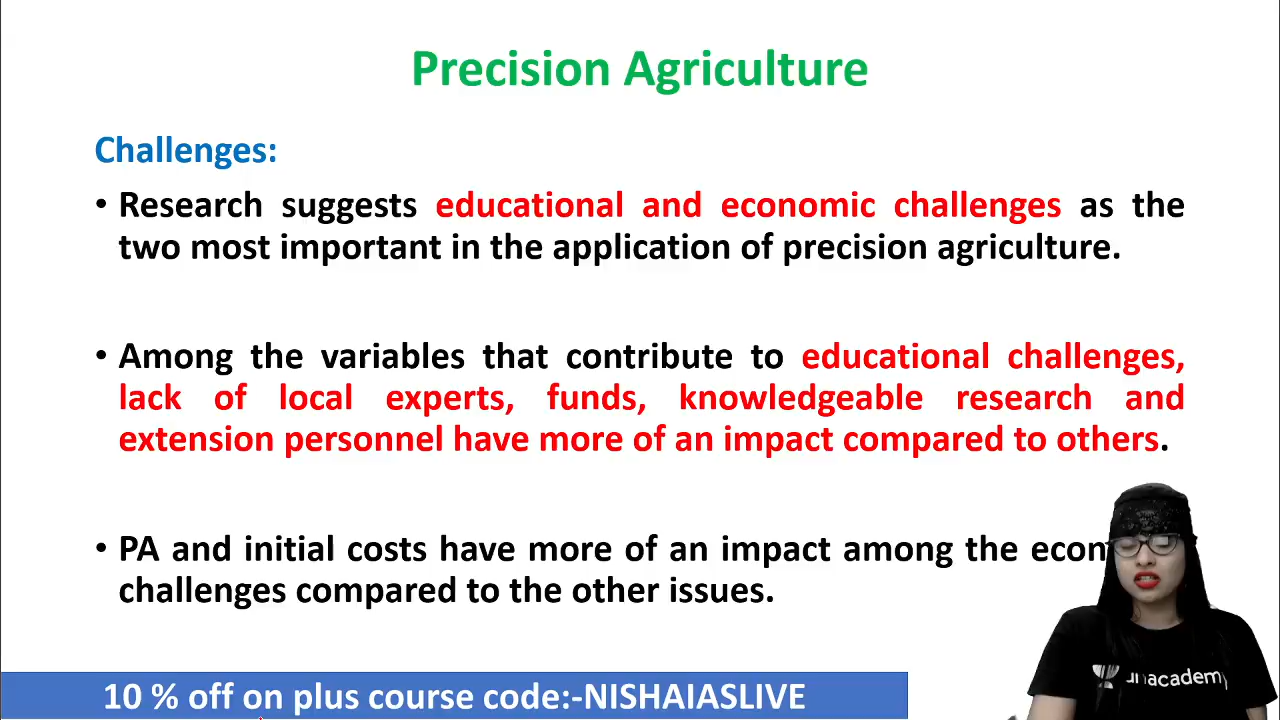 Precision Agriculture
Challenges:
• Research suggests educational and economic challenges as the
two most important in the application of precision agriculture.
• Among the variables that contribute to educational challenges,
lack of local experts, funds, knowledgeable research and
extension personnel have more of an impact compared to others.
• PA and initial costs have more of an impact among the
challenges compared to the other issues.
unacademy
10 % off on plus course code:-NISHAIASLIVE